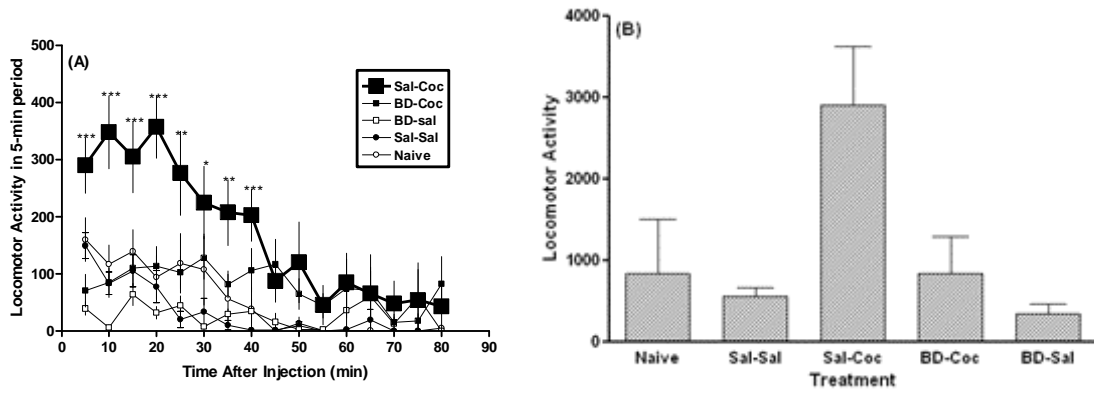 (A)
Locomotor Activity in 5-min period
500
400
300
200
100
0
***
***
***
***
**
*
**
***
Sal-Coc
BD-Coc
BD-sal
Sal-Sal
Naive
0 10 20 30 40 50 60 70 80 90
Time After Injection (min)
(B)
Locomotor Activity
4000
3000
2000
1000
0
Naive Sal-Sal Sal-Coc BD-Coc BD-Sal
Treatment